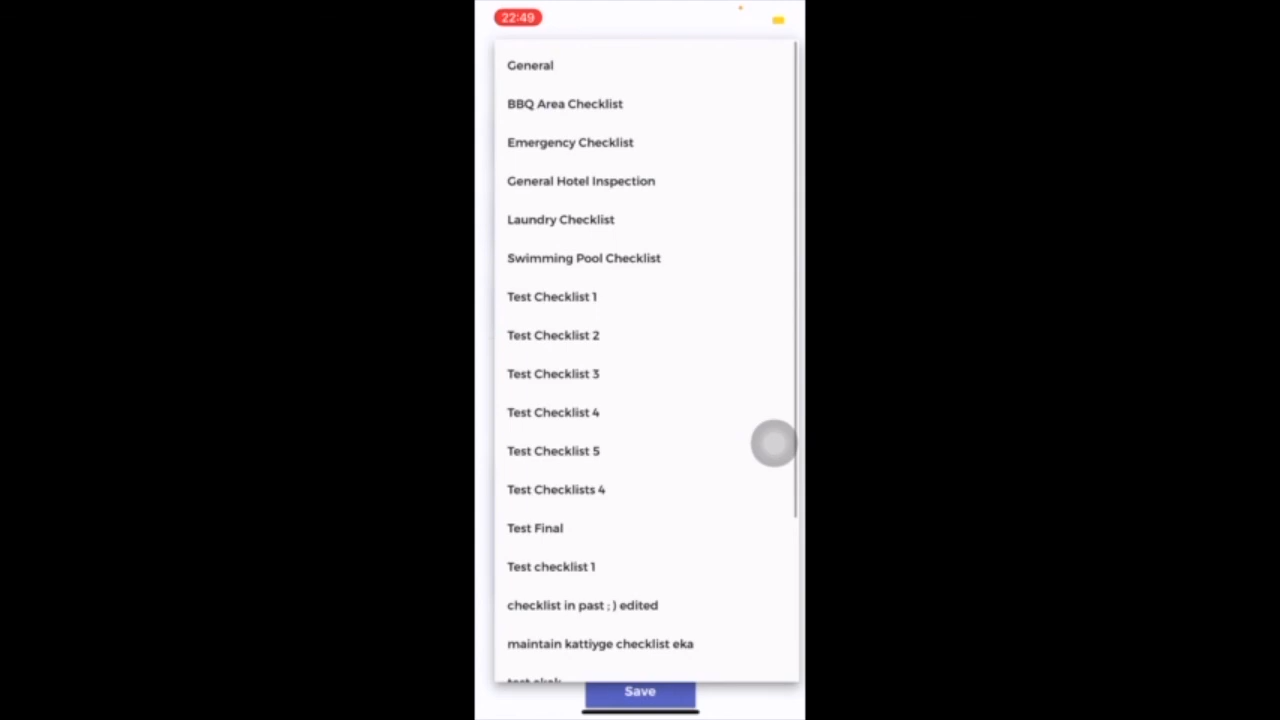 22:49
General
BBQ Area Checklist
Emergency Checklist
General Hotel Inspection
Laundry Checklist
Swimming Pool Checklist
Test Checklist 1
Test Checklist 2
Test Checklist 3
Test Checklist 4
Test Checklist 5
Test Checklists 4
Test Final
Test checklist 1
checklist in past ; ) edited
maintain kattiyge checklist eka
Save